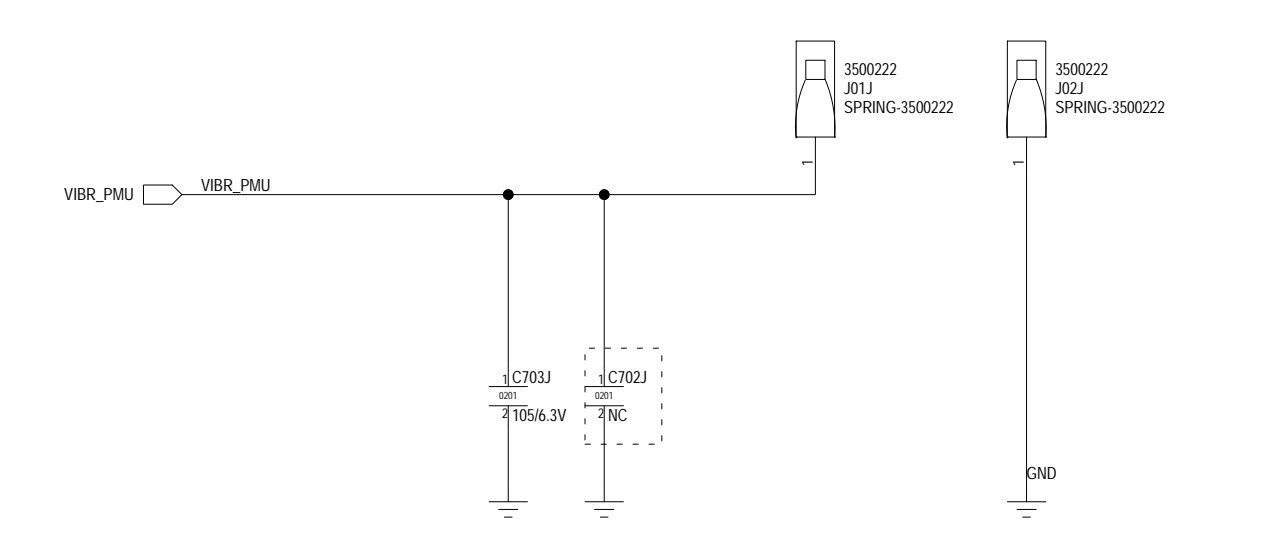 3500222
J01J
SPRING-3500222
1
3500222
J02J
SPRING-3500222
1
VIBR_PMU
VIBR_PMU
1
C703J
0201
2
105/6.3V
1
C702J
0201
2
NC
GND